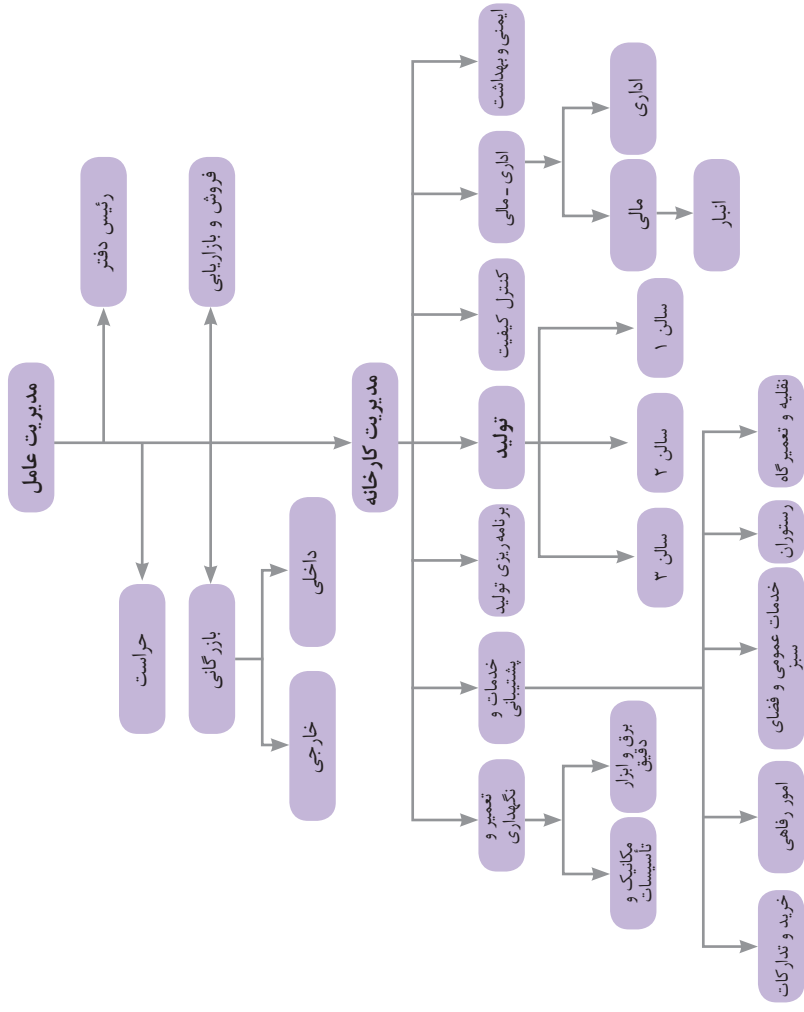 مدیریت عامل
رئیس دفتر
حراست
فروش و بازاریابی
بازرگانی
داخلی
خارجی
مدیریت کارخانه
ایمنی و بهداشت
اداری - مالی
کنترل کیفیت
تولید
برنامه‌ریزی تولید
خدمات و
پشتیبانی
تعمیر و
نگهداری
اداری
مالی
انبار
سالن ۱
سالن ۲
سالن ۳
برق و ابزار
دقیق
مکانیک و
تأسیسات
نقلیه و تعمیرگاه
رستوران
خدمات عمومی و فضای
سبز
امور رفاهی
خرید و تدارکات